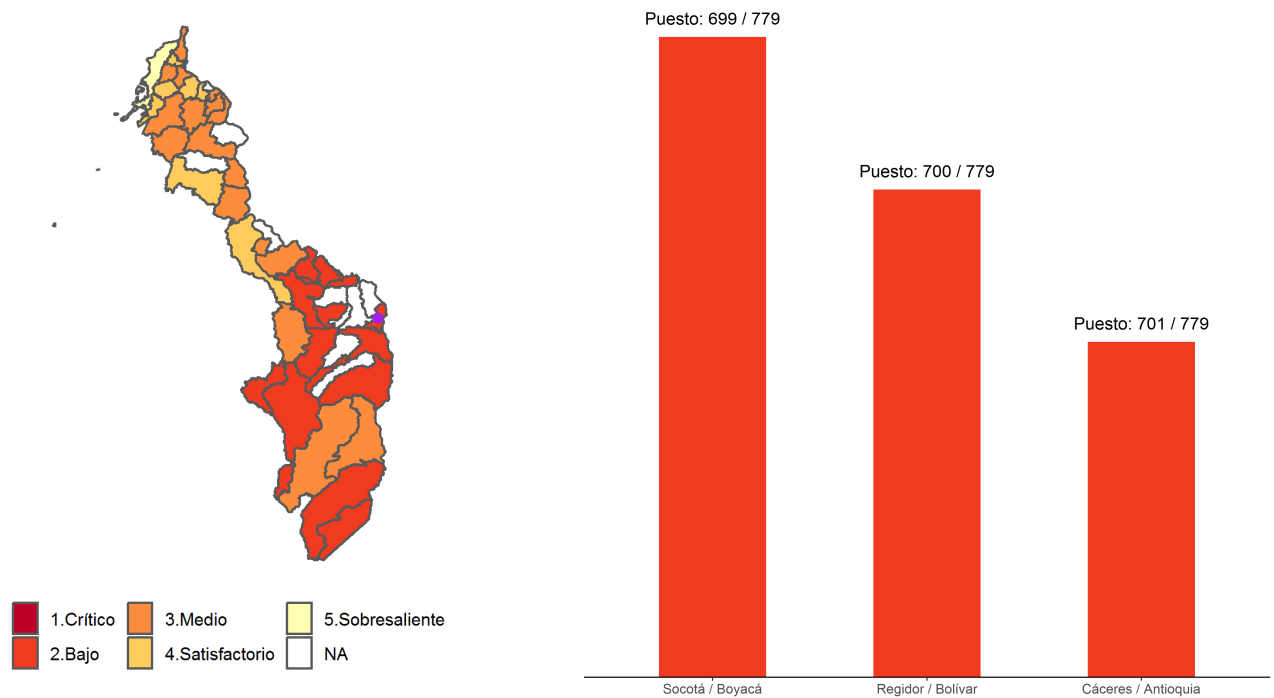 Puesto: 699 / 779
Puesto: 700 / 779
Puesto: 701 / 779
1.Crítico
3.Medio
5.Sobresaliente
2.Bajo
4.Satisfactorio
NA
Socotá / Boyacá
Regidor / Bolívar
Cáceres / Antioquia